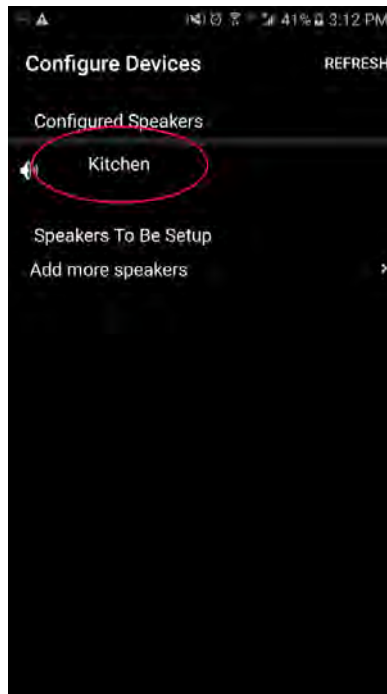 41% 3:12 PM
Configure Devices REFRESH
Configured Speakers
Kitchen
Speakers To Be Setup
Add more speakers